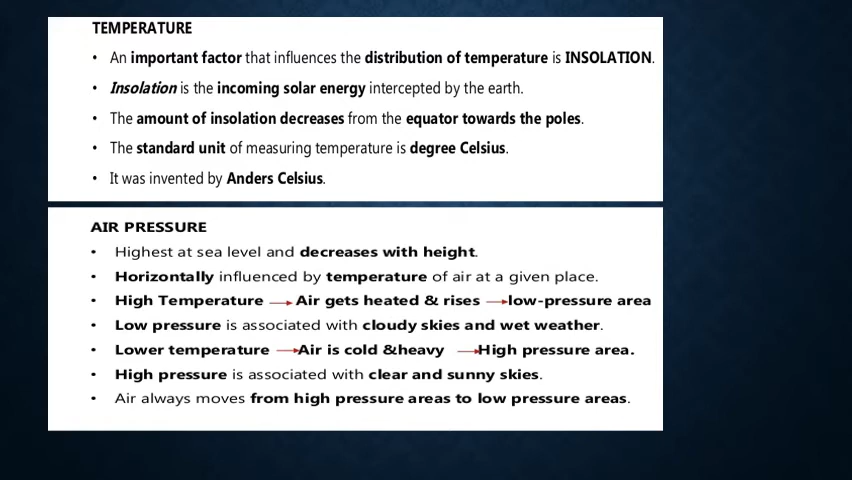 TEMPERATURE
• An important factor that influences the distribution of temperature is INSOLATION.
• Insolation is the incoming solar energy intercepted by the earth.
• The amount of insolation decreases from the equator towards the poles.
• The standard unit of measuring temperature is degree Celsius.
• It was invented by Anders Celsius.
AIR PRESSURE
• Highest at sea level and decreases with height.
• Horizontally influenced by temperature of air at a given place.
• High Temperature → Air gets heated & rises → low-pressure area
• Low pressure is associated with cloudy skies and wet weather.
• Lower temperature → Air is cold &heavy → High pressure area.
• High pressure is associated with clear and sunny skies.
• Air always moves from high pressure areas to low pressure areas.